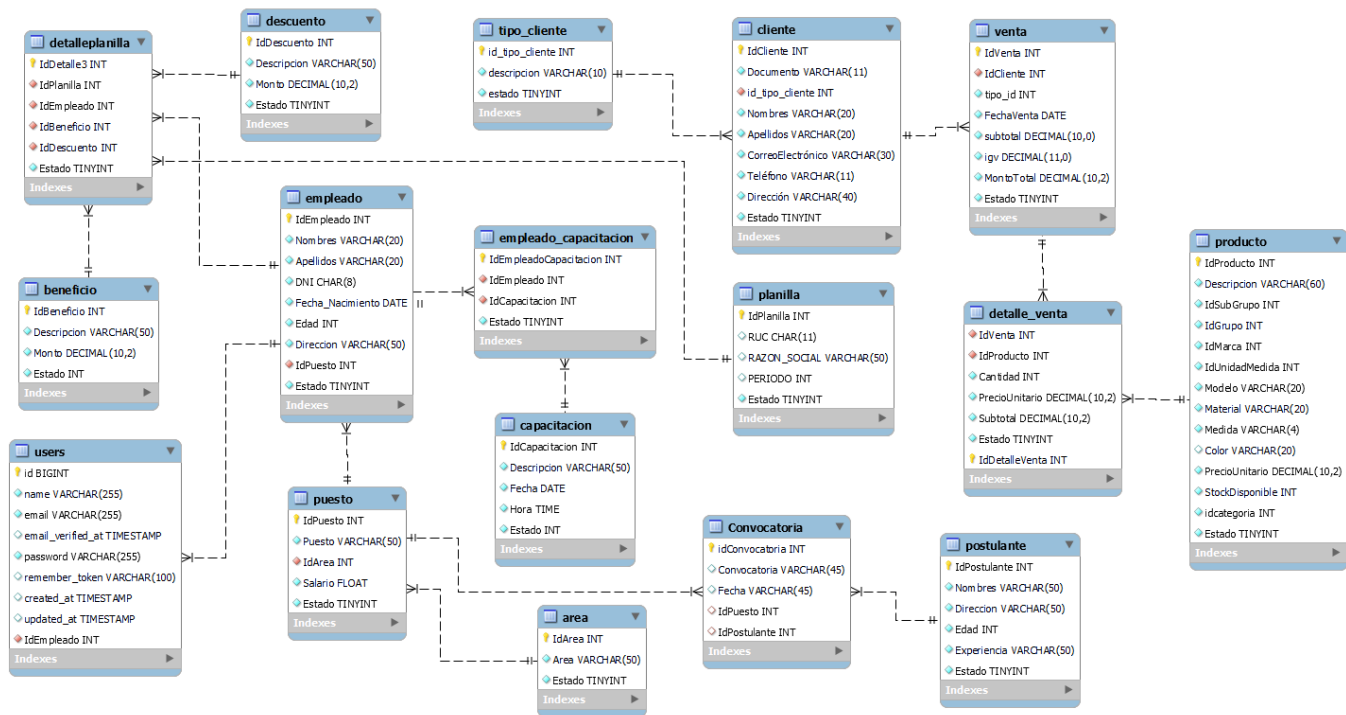 detalleplanilla
IdDetalle3 INT
IdPlanilla INT
IdEmpleado INT
IdBeneficio INT
IdDescuento INT
Estado TINYINT
Indexes
descuento
IdDescuento INT
Descripcion VARCHAR(50)
Monto DECIMAL(10,2)
Estado TINYINT
Indexes
tipo_cliente
id_tipo_cliente INT
descripcion VARCHAR(10)
estado TINYINT
Indexes
cliente
IdCliente INT
Documento VARCHAR(11)
id_tipo_cliente INT
Nombres VARCHAR(20)
Apellidos VARCHAR(20)
CorreoElectrónico VARCHAR(30)
Teléfono VARCHAR(11)
Dirección VARCHAR(40)
Estado TINYINT
Indexes
venta
IdVenta INT
IdCliente INT
tipo_id INT
FechaVenta DATE
subtotal DECIMAL(10,0)
igv DECIMAL(11,0)
MontoTotal DECIMAL(10,2)
Estado TINYINT
Indexes
empleado
IdEmpleado INT
Nombres VARCHAR(20)
Apellidos VARCHAR(20)
DNI CHAR(8)
Fecha_Nacimiento DATE
Edad INT
Direccion VARCHAR(50)
IdPuesto INT
Estado TINYINT
Indexes
empleado_capacitacion
IdEmpleadoCapacitacion INT
IdEmpleado INT
IdCapacitacion INT
Estado TINYINT
Indexes
producto
IdProducto INT
Descripcion VARCHAR(60)
IdSubGrupo INT
IdGrupo INT
IdMarca INT
IdUnidadMedida INT
Modelo VARCHAR(20)
Material VARCHAR(20)
Medida VARCHAR(4)
Color VARCHAR(20)
PrecioUnitario DECIMAL(10,2)
StockDisponible INT
idcategoria INT
Estado TINYINT
Indexes
beneficio
IdBeneficio INT
Descripcion VARCHAR(50)
Monto DECIMAL(10,2)
Estado INT
Indexes
planilla
IdPlanilla INT
RUC CHAR(11)
RAZON_SOCIAL VARCHAR(50)
PERIODO INT
Estado TINYINT
Indexes
detalle_venta
IdVenta INT
IdProducto INT
Cantidad INT
PrecioUnitario DECIMAL(10,2)
Subtotal DECIMAL(10,2)
Estado TINYINT
IdDetalleVenta INT
Indexes
capacitacion
IdCapacitacion INT
Descripcion VARCHAR(50)
Fecha DATE
Hora TIME
Estado INT
Indexes
users
id BIGINT
name VARCHAR(255)
email VARCHAR(255)
email_verified_at TIMESTAMP
password VARCHAR(255)
remember_token VARCHAR(100)
created_at TIMESTAMP
updated_at TIMESTAMP
IdEmpleado INT
Indexes
puesto
IdPuesto INT
Puesto VARCHAR(50)
IdArea INT
Salario FLOAT
Estado TINYINT
Indexes
Convocatoria
idConvocatoria INT
Convocatoria VARCHAR(45)
Fecha VARCHAR(45)
IdPuesto INT
IdPostulante INT
Indexes
postulante
IdPostulante INT
Nombres VARCHAR(50)
Direccion VARCHAR(50)
Edad INT
Experiencia VARCHAR(50)
Estado TINYINT
Indexes
area
IdArea INT
Area VARCHAR(50)
Estado TINYINT
Indexes